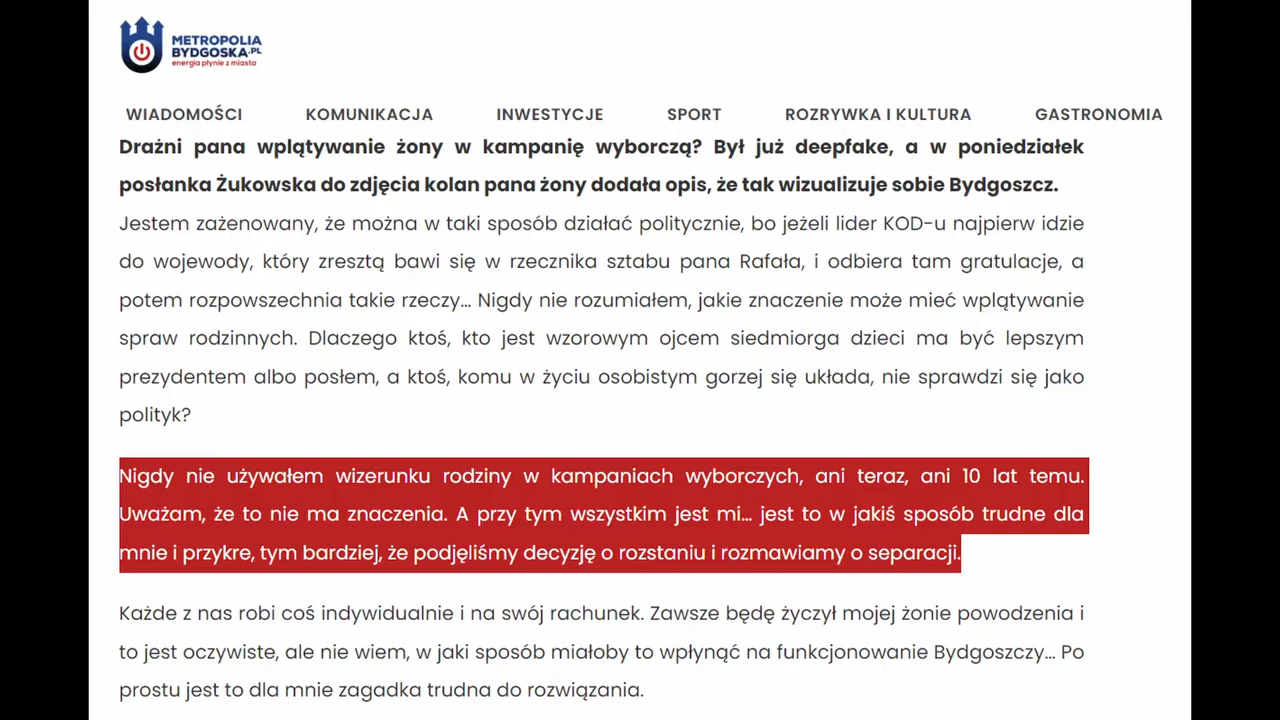 METROPOLIA
BYDGOSKA.PL
energia płynie z miasta
WIADOMOŚCI KOMUNIKACJA INWESTYCJE SPORT ROZRYWKA I KULTURA GASTRONOMIA
Drażni pana wplątywanie żony w kampanię wyborczą? Był już deepfake, a w poniedziałek
posłanka Żukowska do zdjęcia kolan pana żony dodała opis, że tak wizualizuje sobie Bydgoszcz.
Jestem zażenowany, że można w taki sposób działać politycznie, bo jeżeli lider KOD-u najpierw idzie
do wojewody, który zresztą bawi się w rzecznika sztabu pana Rafała, i odbiera tam gratulacje, a
potem rozpowszechnia takie rzeczy… Nigdy nie rozumiałem, jakie znaczenie może mieć wplątywanie
spraw rodzinnych. Dlaczego ktoś, kto jest wzorowym ojcem siedmiorga dzieci ma być lepszym
prezydentem albo posłem, a ktoś, komu w życiu osobistym gorzej się układa, nie sprawdzi się jako
polityk?
Nigdy nie używałem wizerunku rodziny w kampaniach wyborczych, ani teraz, ani 10 lat temu.
Uważam, że to nie ma znaczenia. A przy tym wszystkim jest mi… jest to w jakiś sposób trudne dla
mnie i przykre, tym bardziej, że podjęliśmy decyzję o rozstaniu i rozmawiamy o separacji.
Każde z nas robi coś indywidualnie i na swój rachunek. Zawsze będę życzył mojej żonie powodzenia i
to jest oczywiste, ale nie wiem, w jaki sposób miałoby to wpłynąć na funkcjonowanie Bydgoszczy… Po
prostu jest to dla mnie zagadka trudna do rozwiązania.